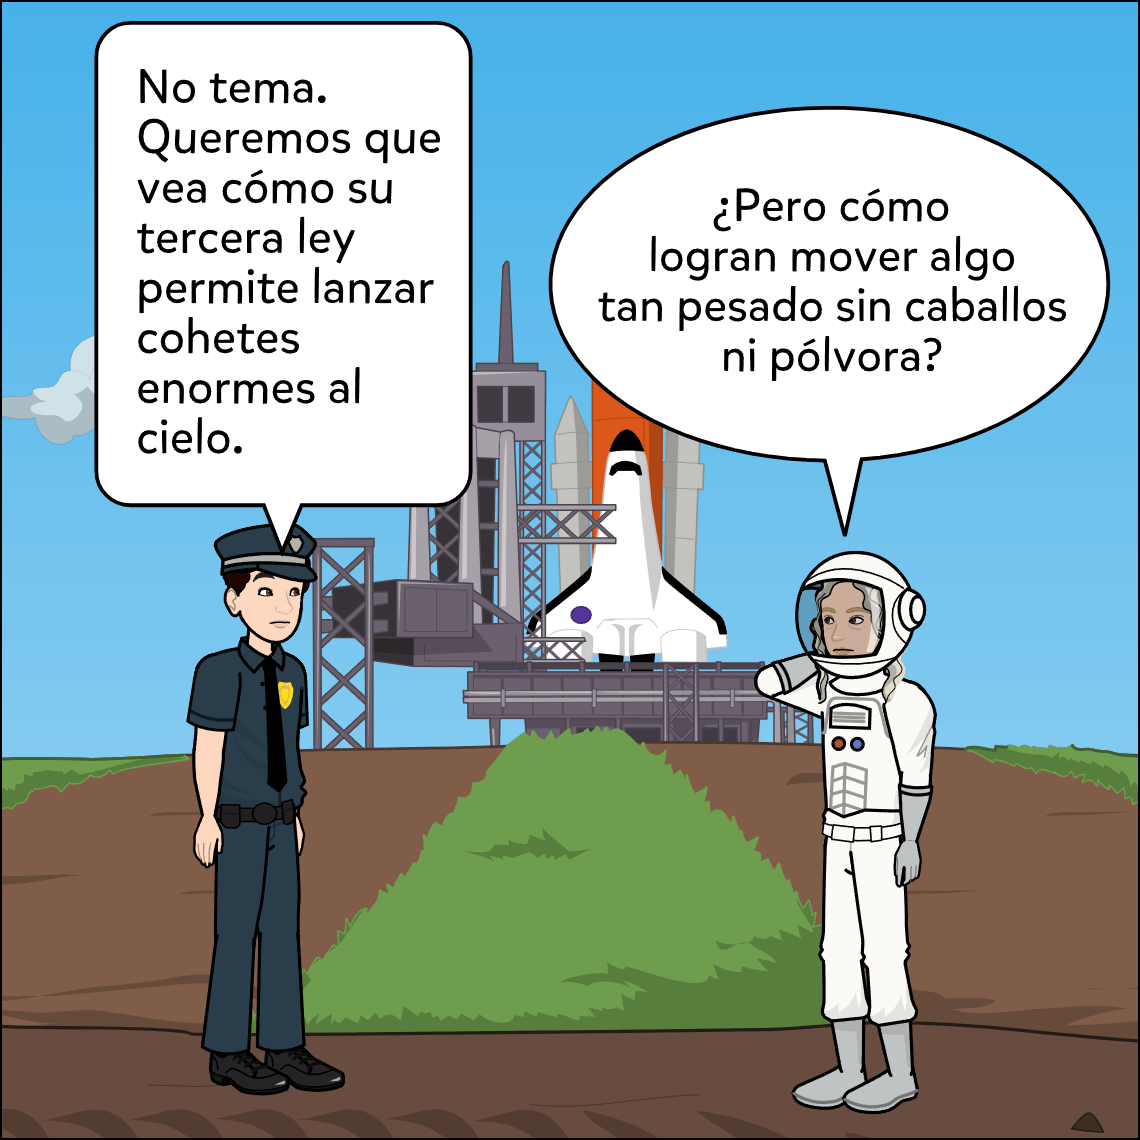 No tema.
Queremos que
vea cómo su
tercera ley
permite lanzar
cohetes
enormes al
cielo.
¿Pero cómo
logran mover algo
tan pesado sin caballos
ni pólvora?